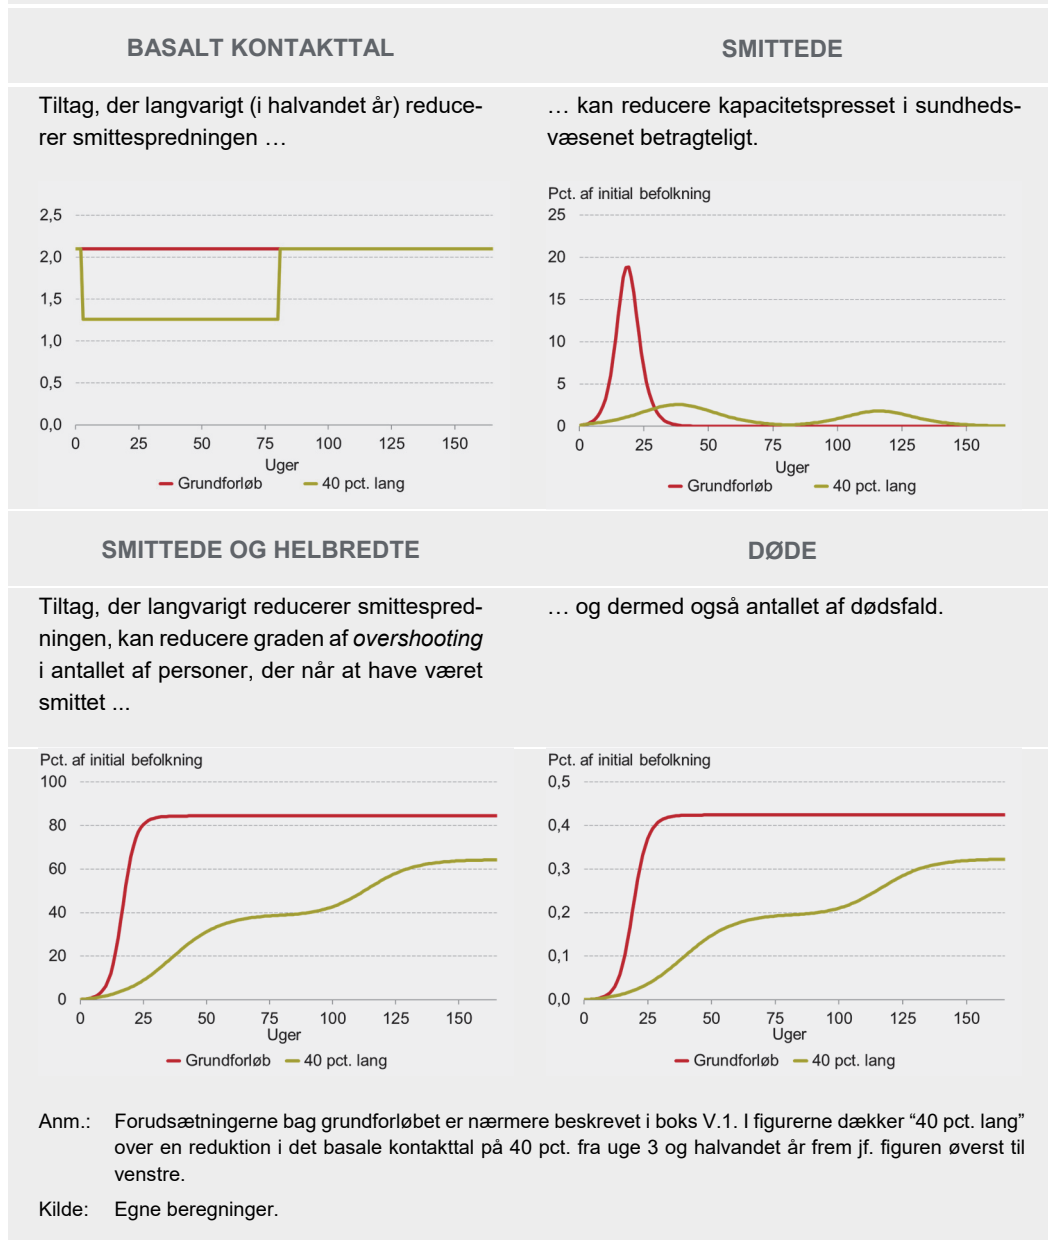 BASALT KONTAKTTAL
SMITTEDE
Tiltag, der langvarigt (i halvandet år) reduce-
rer smittespredningen …
… kan reducere kapacitetspresset i sundheds-
væsenet betragteligt.
2,5
2,0
1,5
1,0
0,5
0,0
0 25 50 75 100 125 150
Uger
Grundforløb 40 pct. lang
Pct. af initial befolkning
25
20
15
10
5
0
0 25 50 75 100 125 150
Uger
Grundforløb 40 pct. lang
SMITTEDE OG HELBREDTE
DØDE
Tiltag, der langvarigt reducerer smittespred-
ningen, kan reducere graden af overshooting
i antallet af personer, der når at have været
smittet ...
… og dermed også antallet af dødsfald.
Pct. af initial befolkning
100
80
60
40
20
0
0 25 50 75 100 125 150
Uger
Grundforløb 40 pct. lang
Pct. af initial befolkning
0,5
0,4
0,3
0,2
0,1
0,0
0 25 50 75 100 125 150
Uger
Grundforløb 40 pct. lang
Anm.: Forudsætningerne bag grundforløbet er nærmere beskrevet i boks V.1. I figurerne dækker “40 pct. lang”
over en reduktion i det basale kontakttal på 40 pct. fra uge 3 og halvandet år frem jf. figuren øverst til
venstre.
Kilde: Egne beregninger.